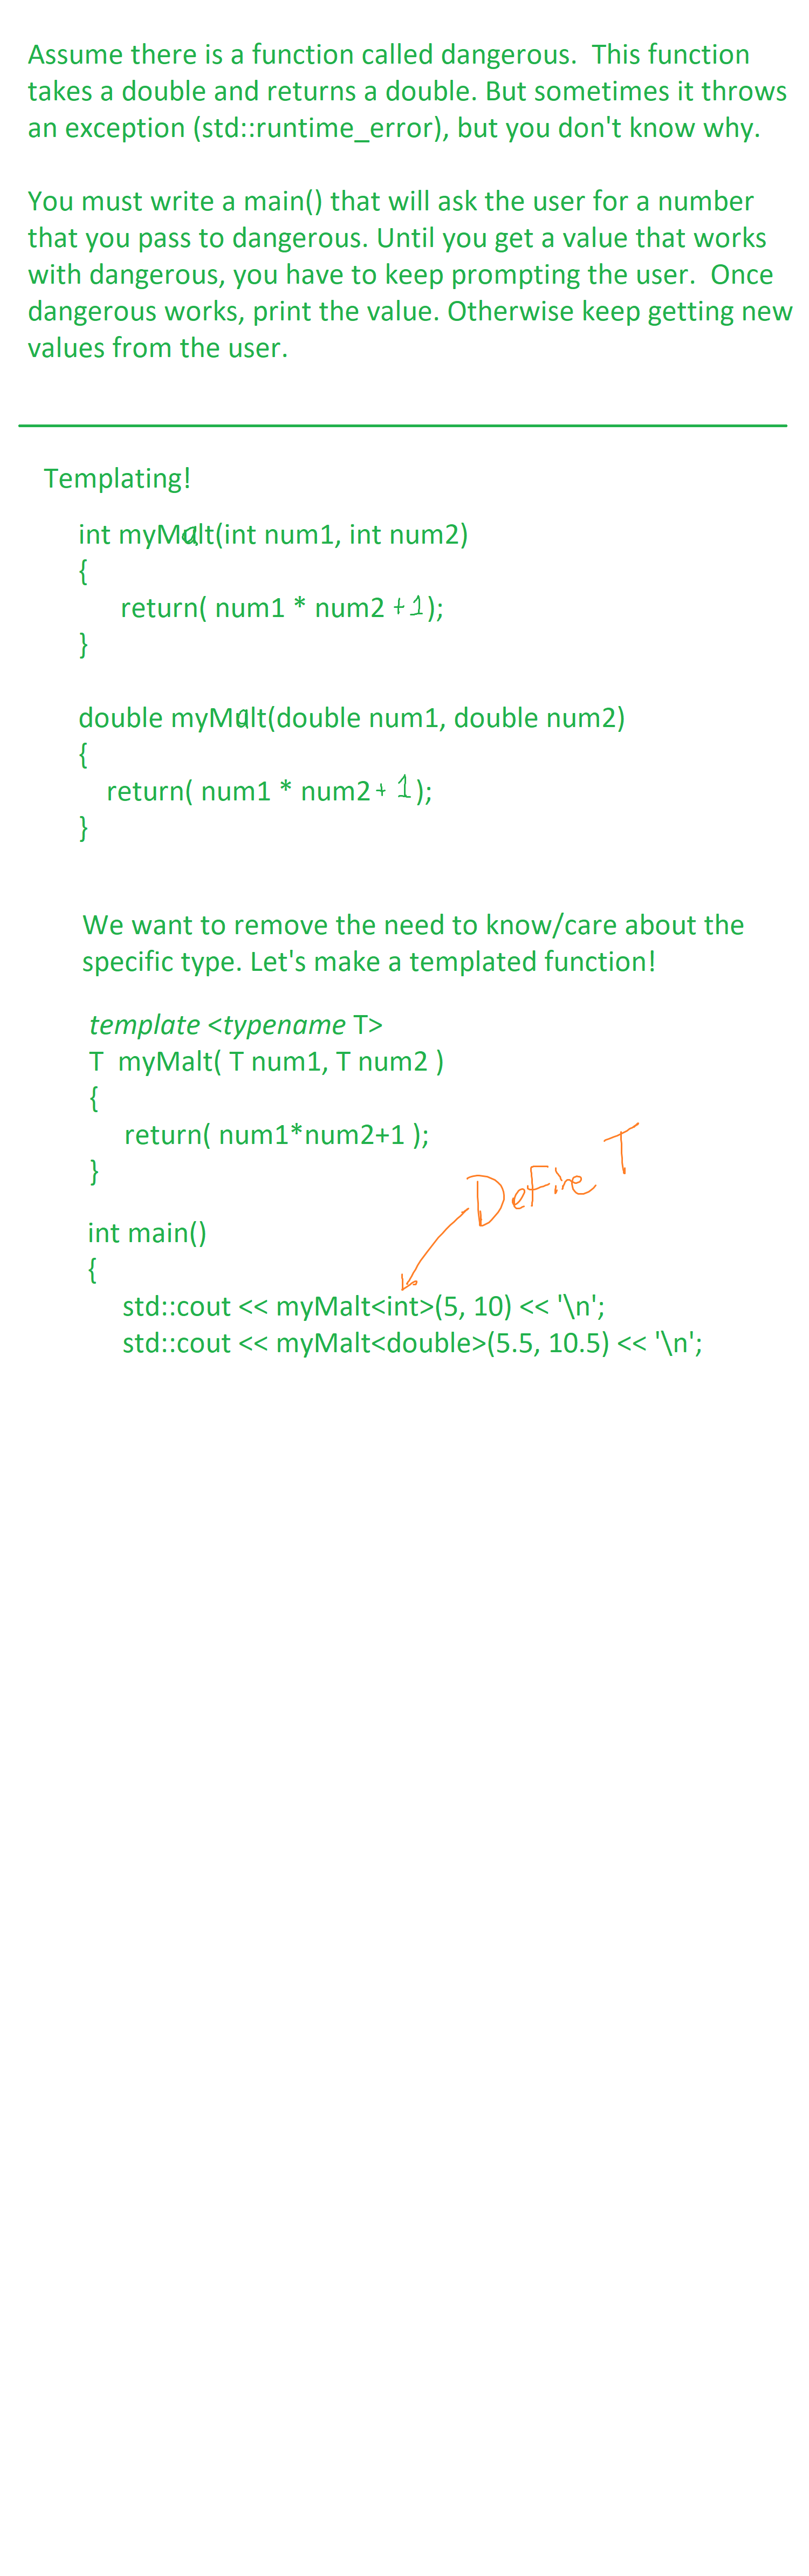 Assume there is a function called dangerous.  This function
takes a double and returns a double. But sometimes it throws
an exception (std::runtime_error), but you don't know why.
You must write a main() that will ask the user for a number
that you pass to dangerous. Until you get a value that works
with dangerous, you have to keep prompting the user.  Once
dangerous works, print the value. Otherwise keep getting new
values from the user.
Templating!
int myMalt(int num1, int num2)
{
return( num1 * num2 +1);
}
double myMalt(double num1, double num2)
{
return( num1 * num2 + 1);
}
We want to remove the need to know/care about the
specific type. Let's make a templated function!
template <typename T>
T  myMalt( T num1, T num2 )
{
return( num1*num2+1 );
}
Define T
int main()
{
std::cout << myMalt<int>(5, 10) << '\n';
std::cout << myMalt<double>(5.5, 10.5) << '\n';